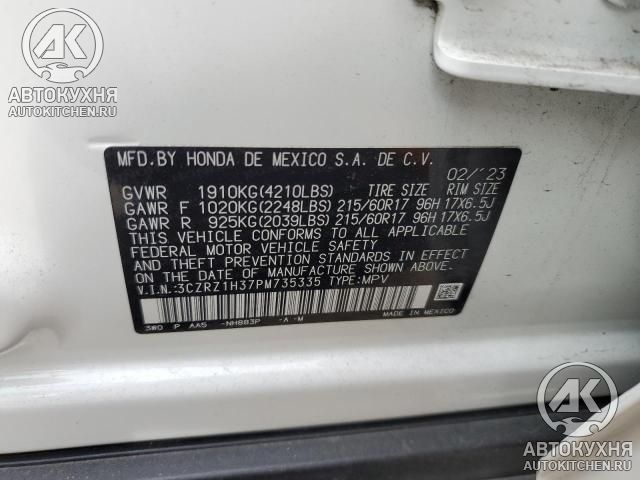 AK
АВТОКУХНЯ
AUTOKITCHEN.RU
MFD.BY HONDA DE MEXICO S.A. DE C.V.
02/'23
GVWR 1910KG(4210LBS) TIRE SIZE RIM SIZE
GAWR F 1020KG(2248LBS) 215/60R17 96H 17X6.5J
GAWR R 925KG(2039LBS) 215/60R17 96H 17X6.5J
THIS VEHICLE CONFORMS TO ALL APPLICABLE
FEDERAL MOTOR VEHICLE SAFETY
AND THEFT PREVENTION STANDARDS IN EFFECT
ON THE DATE OF MANUFACTURE SHOWN ABOVE.
V.I.N.:3CZRZ1H37PM735335 TYPE:MPV
3W0 P AAS -NH883P -A-M
MADE IN MEXICO
AK
АВТОКУХНЯ
AUTOKITCHEN.RU